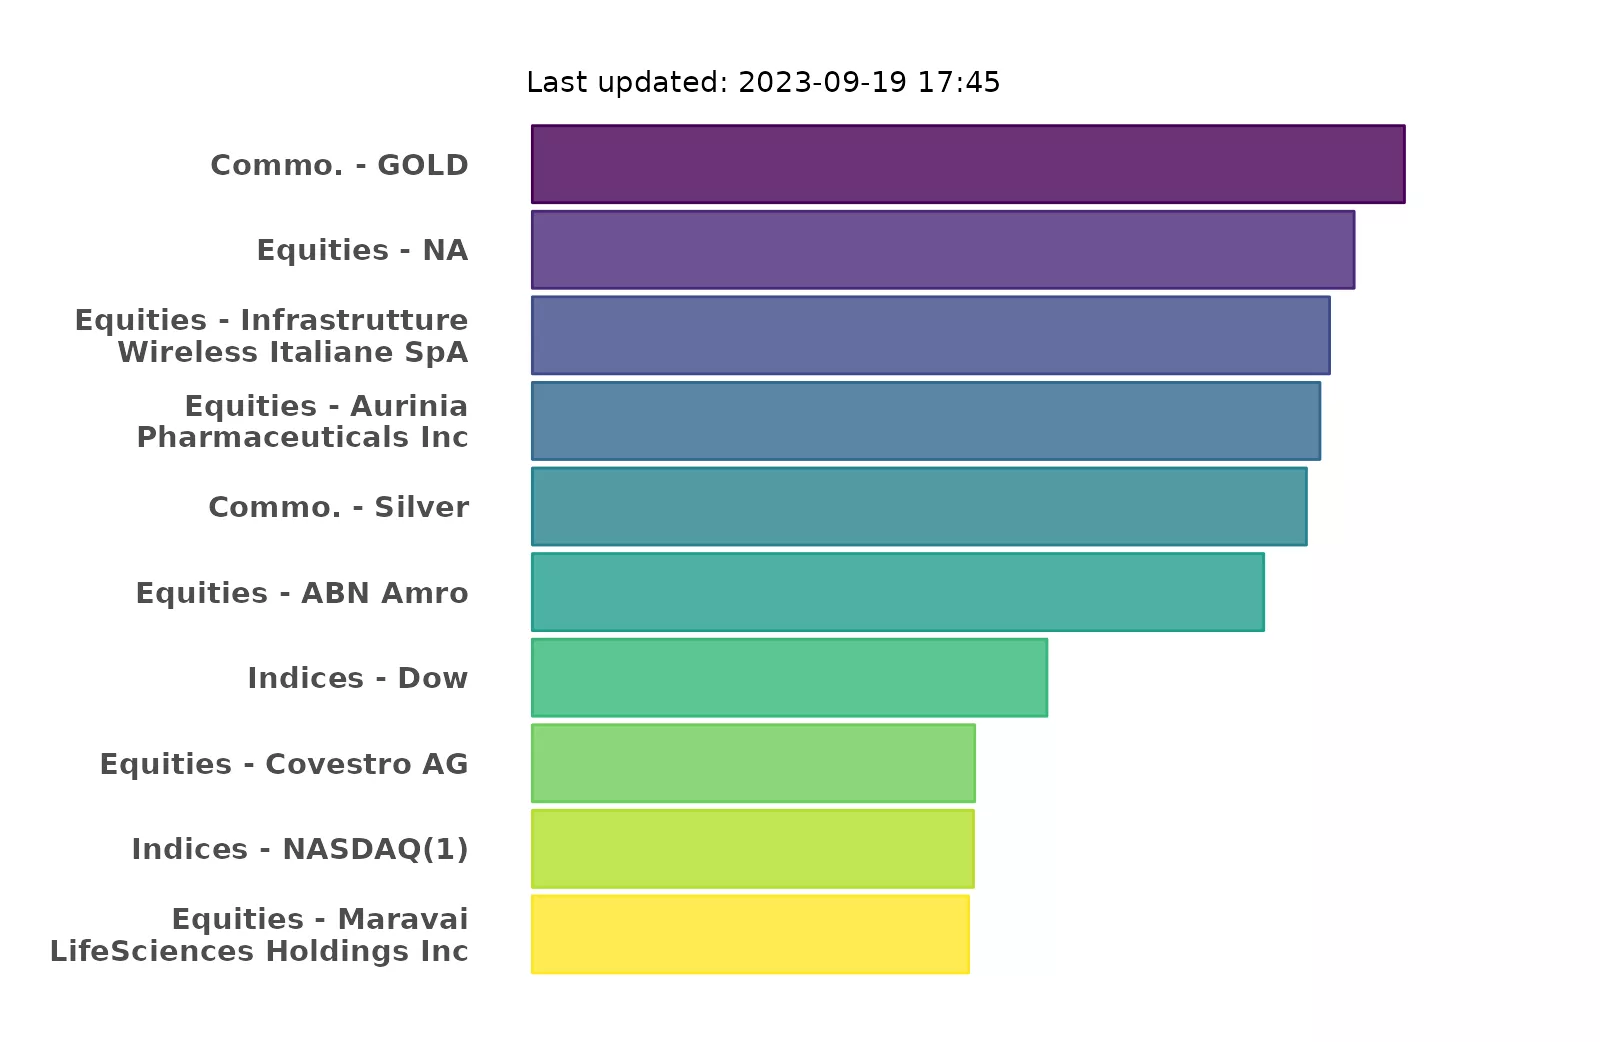 Last updated: 2023-09-19 17:45
Commo. - GOLD
Equities - NA
Equities - Infrastrutture
Wireless Italiane SpA
Equities - Aurinia
Pharmaceuticals Inc
Commo. - Silver
Equities - ABN Amro
Indices - Dow
Equities - Covestro AG
Indices - NASDAQ(1)
Equities - Maravai
LifeSciences Holdings Inc